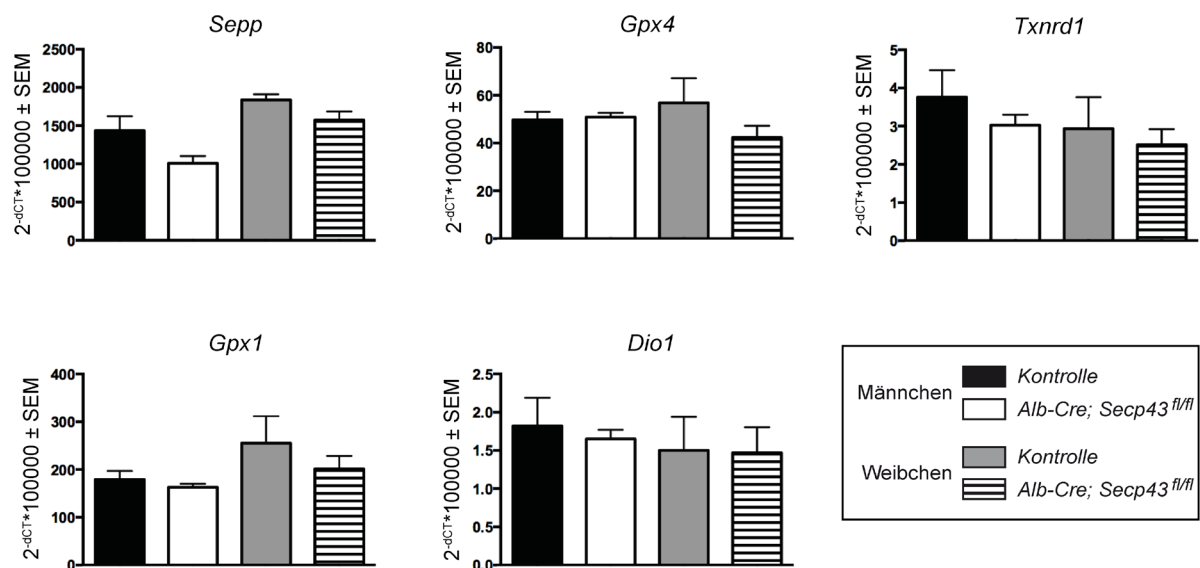 Sepp
2^-dCT*100000 ± SEM
2500
2000
1500
1000
500
0
Gpx4
2^-dCT*100000 ± SEM
80
60
40
20
0
Txnrd1
2^-dCT*100000 ± SEM
5
4
3
2
1
0
Gpx1
2^-dCT*100000 ± SEM
400
300
200
100
0
Dio1
2^-dCT*100000 ± SEM
2.5
2.0
1.5
1.0
0.5
0.0
Männchen
Kontrolle
Alb-Cre; Secp43 fl/fl
Weibchen
Kontrolle
Alb-Cre; Secp43 fl/fl